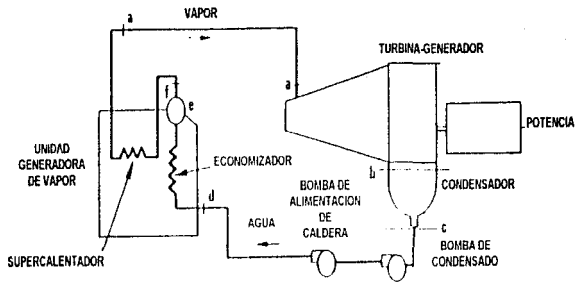 a
VAPOR
TURBINA-GENERADOR
a
f
e
POTENCIA
UNIDAD
GENERADORA
DE VAPOR
ECONOMIZADOR
b
CONDENSADOR
d
BOMBA DE
ALIMENTACION
DE
CALDERA
AGUA
c
BOMBA DE
CONDENSADO
SUPERCALENTADOR